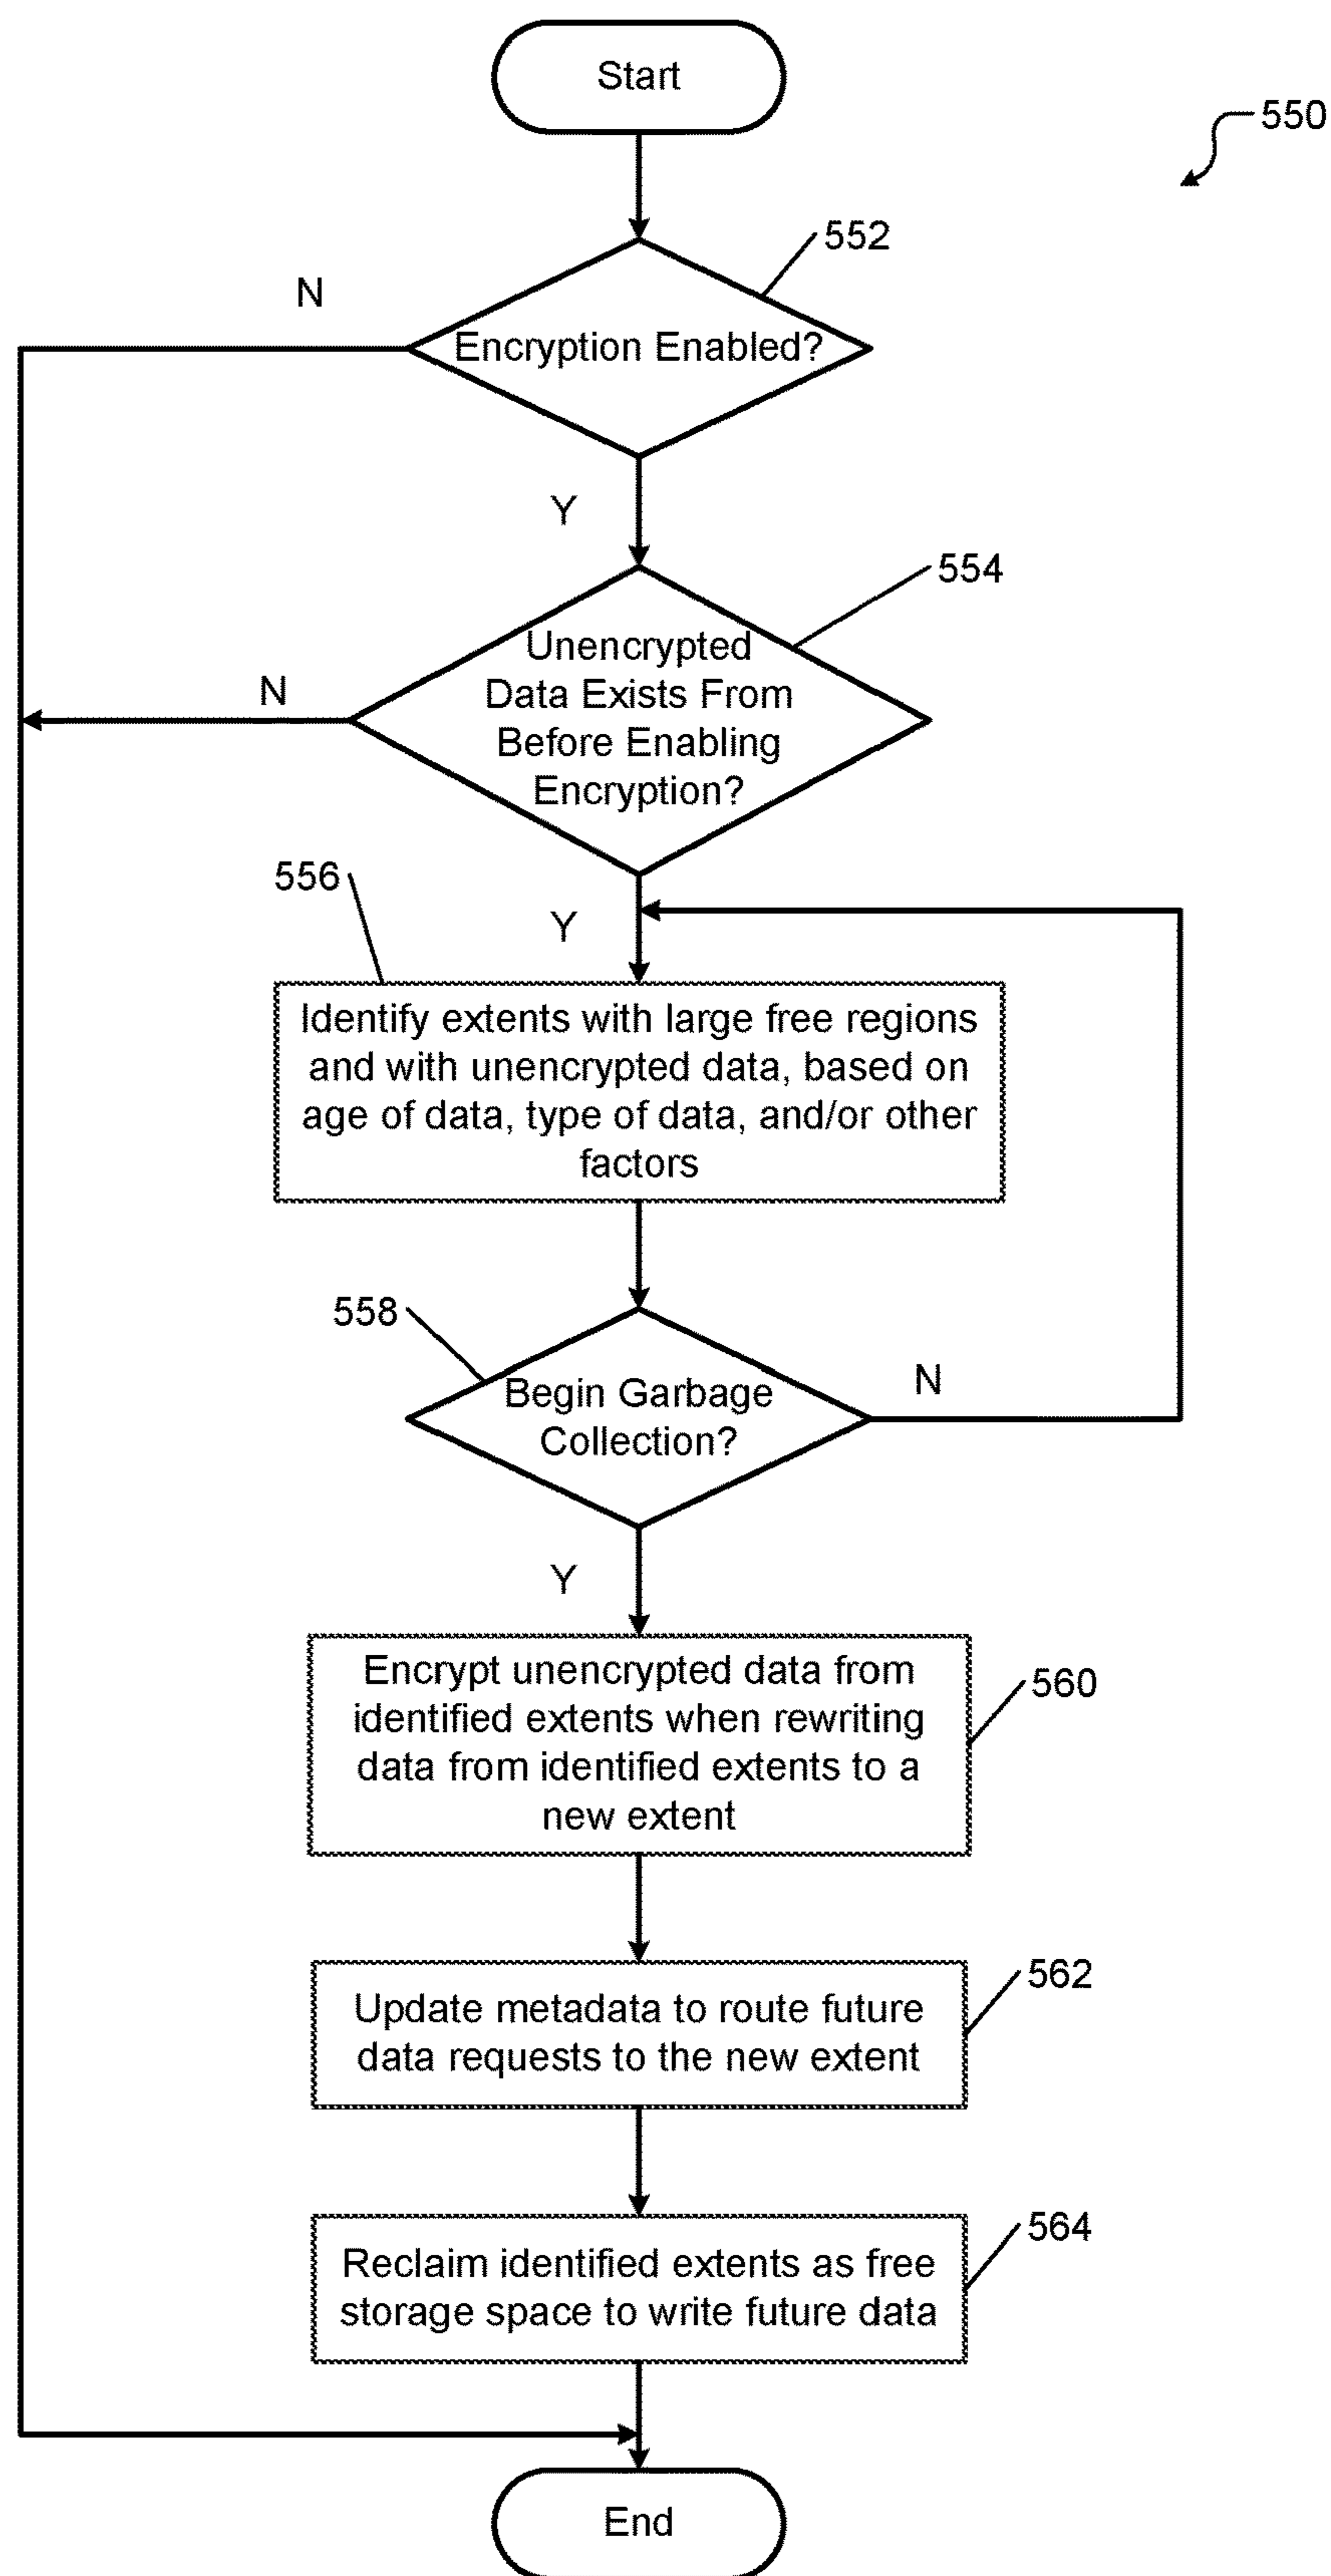 Start
550
552
N
Encryption Enabled?
Y
554
Unencrypted
Data Exists From
Before Enabling
Encryption?
N
556
Y
Identify extents with large free regions
and with unencrypted data, based on
age of data, type of data, and/or other
factors
558
Begin Garbage
Collection?
N
Y
Encrypt unencrypted data from
identified extents when rewriting
data from identified extents to a
new extent
560
562
Update metadata to route future
data requests to the new extent
564
Reclaim identified extents as free
storage space to write future data
End